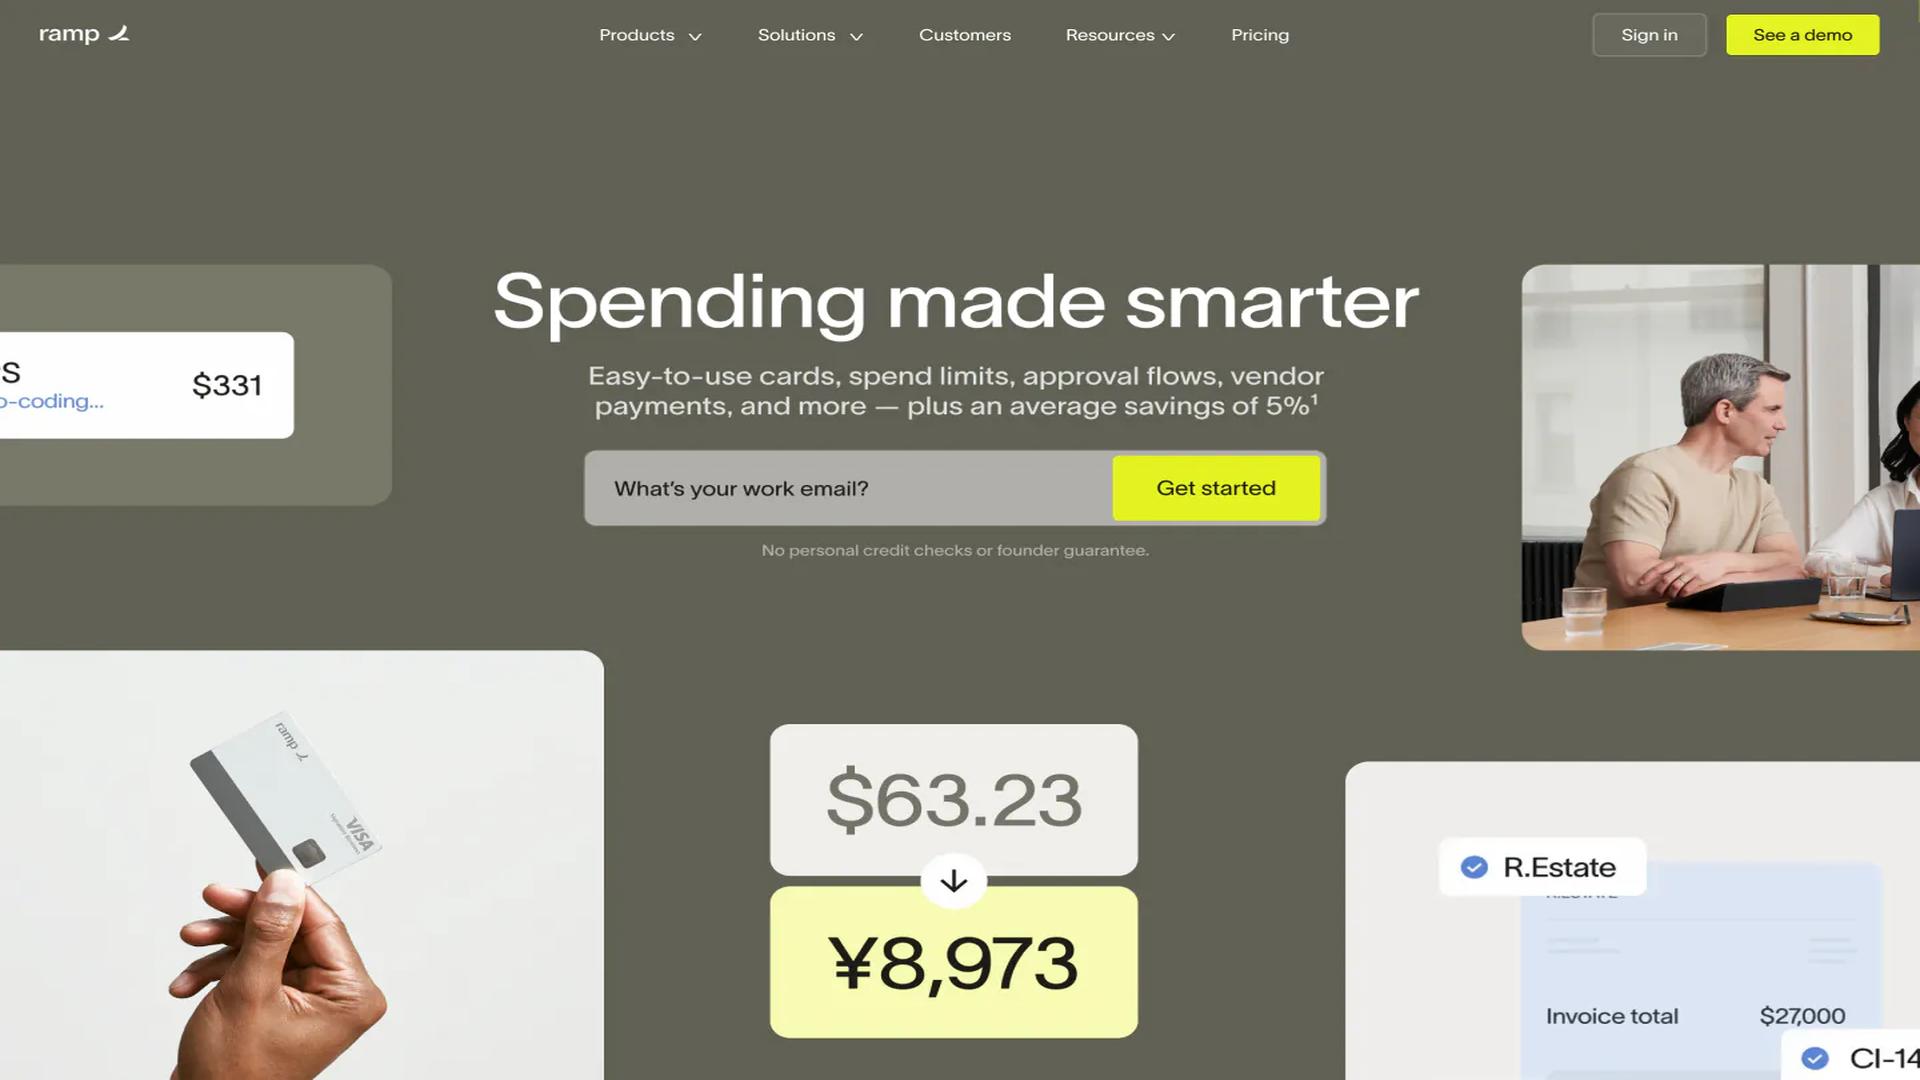 ramp
Products
Solutions
Customers
Resources
Pricing
Sign in
See a demo
Spending made smarter
Easy-to-use cards, spend limits, approval flows, vendor
payments, and more — plus an average savings of 5%¹
What's your work email?
Get started
No personal credit checks or founder guarantee.
S
o-coding...
$331
ramp
VISA
$63.23
¥8,973
R.Estate
Invoice total
$27,000
CI-14